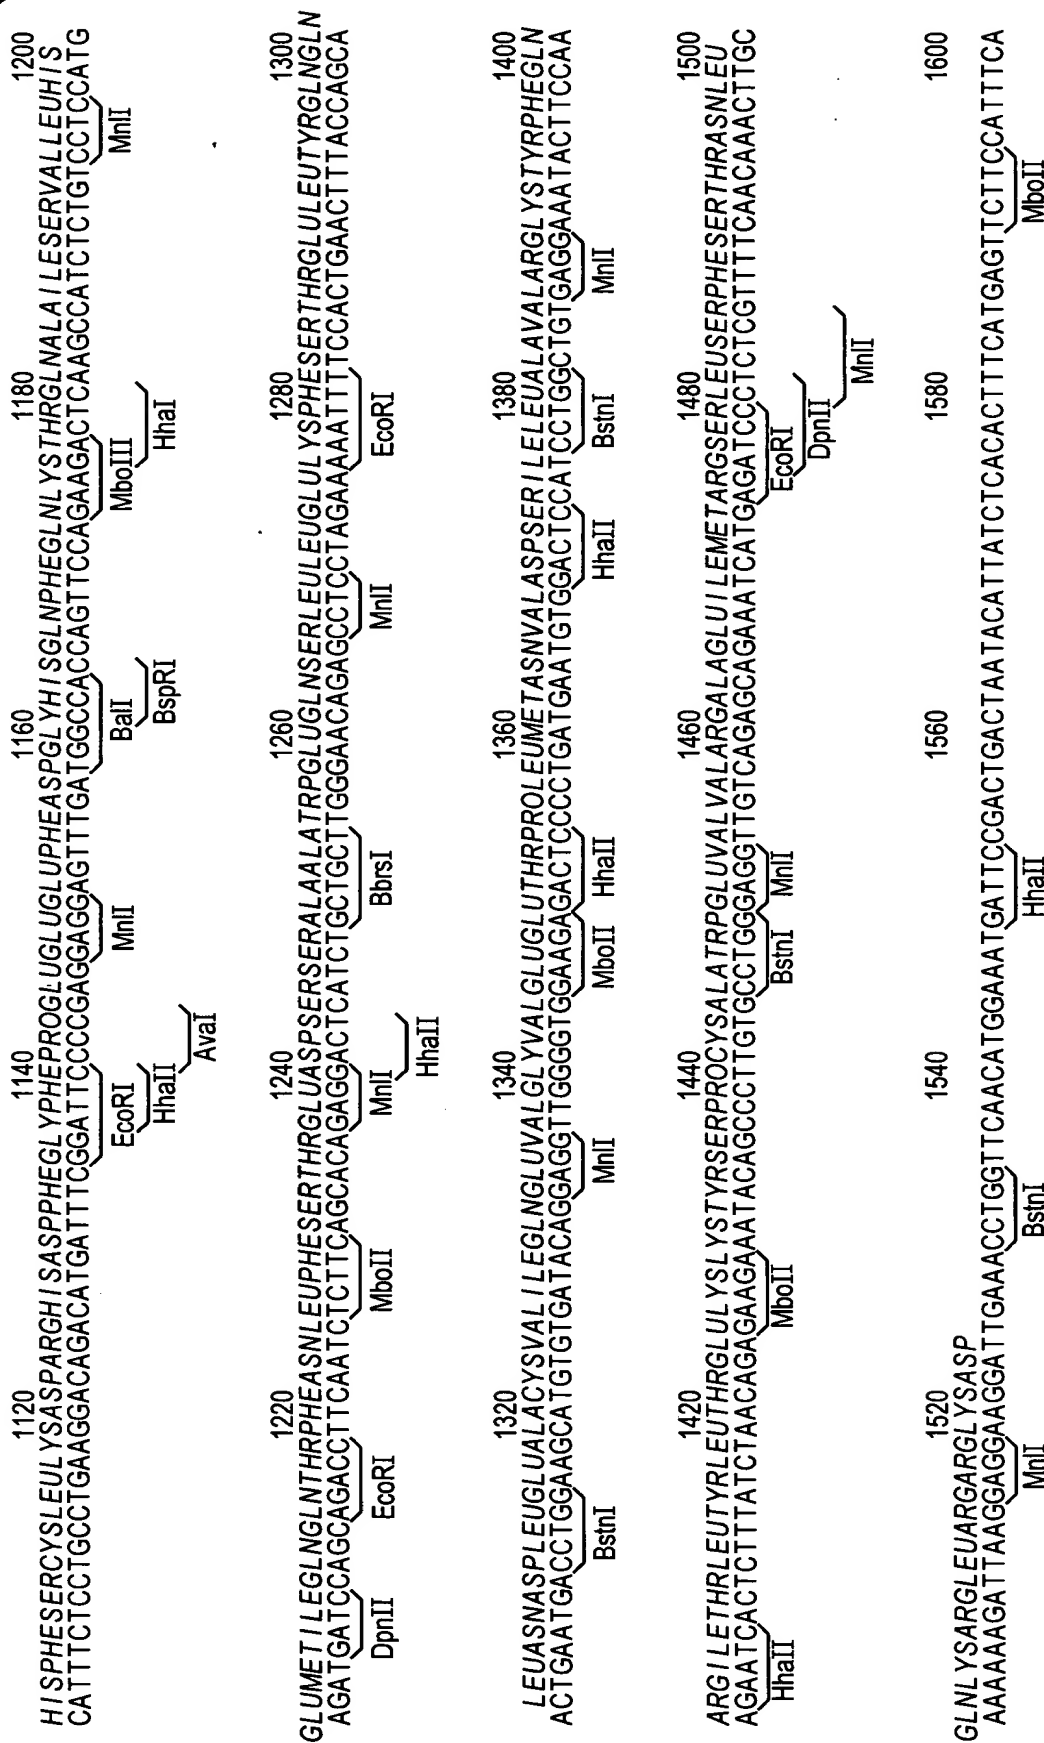 1120 1140 1160 1180 1200
HISPHESERCYSLEULYSASPARGHISASPPHEGLYPHEPROGLUGLUGLUPHEASPGLYHISGLNPHEGLNLYSTHRGLNALAILESERVALLEUHIS
CATTTCTCCTGCCTGAAGGACAGACATGATTTCGGATTCCCCGAGGAGGAGTTTGATGGCCACCAGTTCCAGAAGACTCAAGCCATCTCTGTCCTCCATG
EcoRI MnlI BalI MboIII MnlI
HhaII BspRI HhaI
AvaI
1220 1240 1260 1280 1300
GLUMETILEGLNGLNTHRPHEASNLEUPHESERTHRGLUASPSERSERALAALATRPGLUGLNSERLEULEUGLULYSPHESERTHRGLULEUTYRGLNGLN
AGATGATCCAGCAGACCTTCAATCTCTTCAGCACAGAGGACTCATCTGCTGCTTGGGAACAGAGCCTCCTAGAAAAATTTTCCACTGAACTTTACCAGCA
DpnII EcoRI MboII MnlI BbrsI MnlI EcoRI
HhaII
1320 1340 1360 1380 1400
LEUASNASPLEUGLUALACYSVALILEGLNGLUVALGLYVALGLUGLUTHRPROLEUMETASNVALASPSERILELEUALAVALARGLYSTYRPHEGLN
ACTGAATGACCTGGAAGCATGTGTGATACAGGAGGTTGGGGTGGAAGAGACTCCCCTGATGAATGTGGACTCCATCCTGGCTGTGAGGAAATACTTCCAA
BstnI MnlI MboII HhaII HhaII BstnI MnlI
1420 1440 1460 1480 1500
ARGILETHRLEUTYRLEUTHRGLULYSLYSTYRSERPROCYSALATRPGLUVALVALARGALAGLUILEMETARGSERLEUSERPHESERTHRASNLEU
AGAATCACTCTTTATCTAACAGAGAAGAAATACAGCCCTTGTGCCTGGGAGGTTGTCAGAGCAGAAATCATGAGATCCCTCTCGTTTTCAACAAACTTGC
HhaII MboII BstnI MnlI EcoRI
DpnII
MnlI
1520 1540 1560 1580 1600
GLNLYSARGLEUARGARGLYSASP
AAAAAAGATTAAGGAGGAAGGATTGAAACCTGGTTCAACATGGAAATGATTCCGACTGACTAATACATTATCTCACACTTTCATGAGTTCTTCCATTTCA
MnlI BstnI HhaII MboII